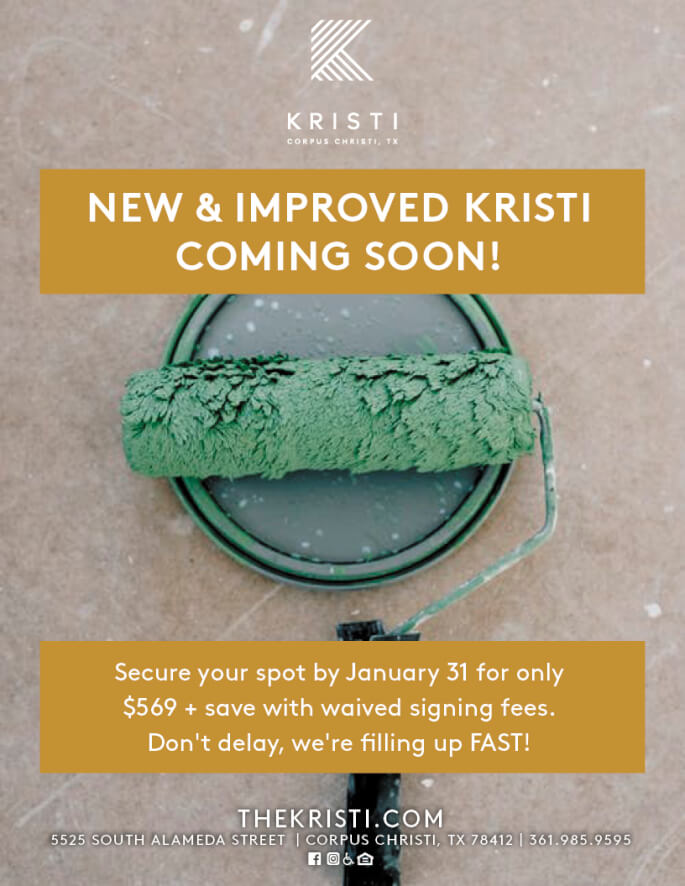 KRISTI
CORPUS CHRISTI, TX
NEW & IMPROVED KRISTI
COMING SOON!
Secure your spot by January 31 for only
$569 + save with waived signing fees.
Don't delay, we're filling up FAST!
THEKRISTI.COM
5525 SOUTH ALAMEDA STREET | CORPUS CHRISTI, TX 78412 | 361.985.9595